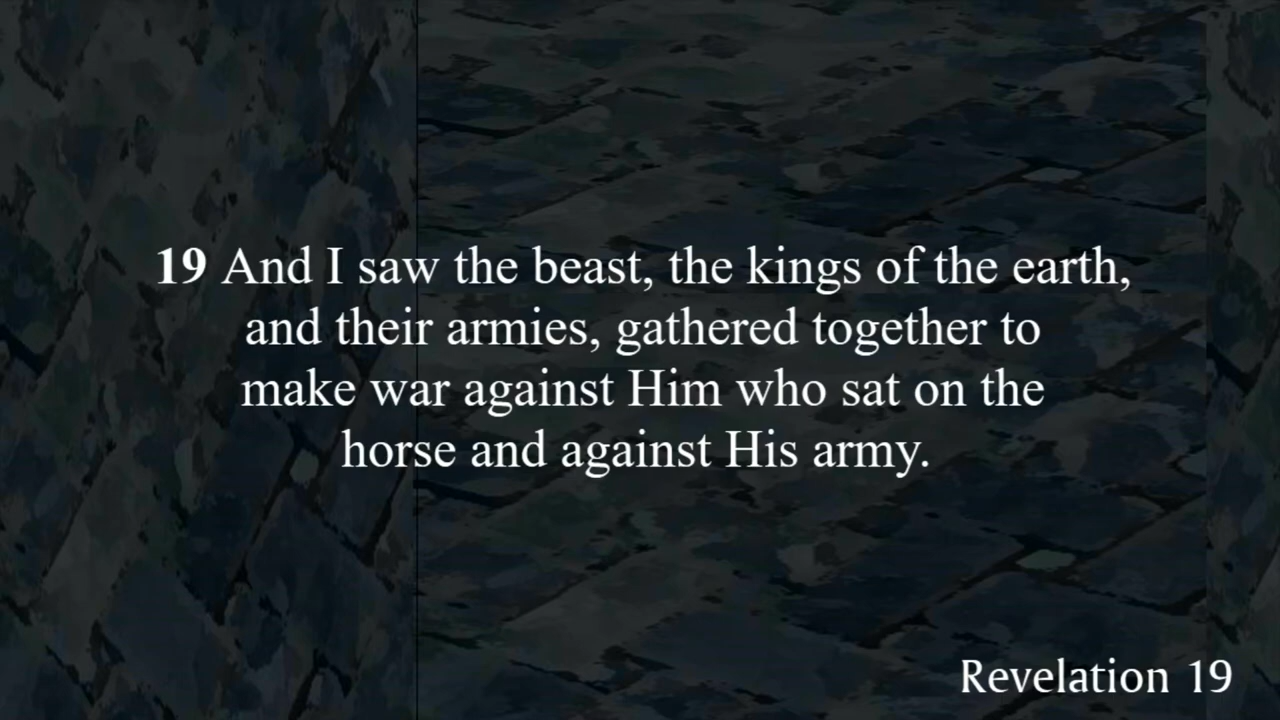 19 And I saw the beast, the kings of the earth,
and their armies, gathered together to
make war against Him who sat on the
horse and against His army.
Revelation 19